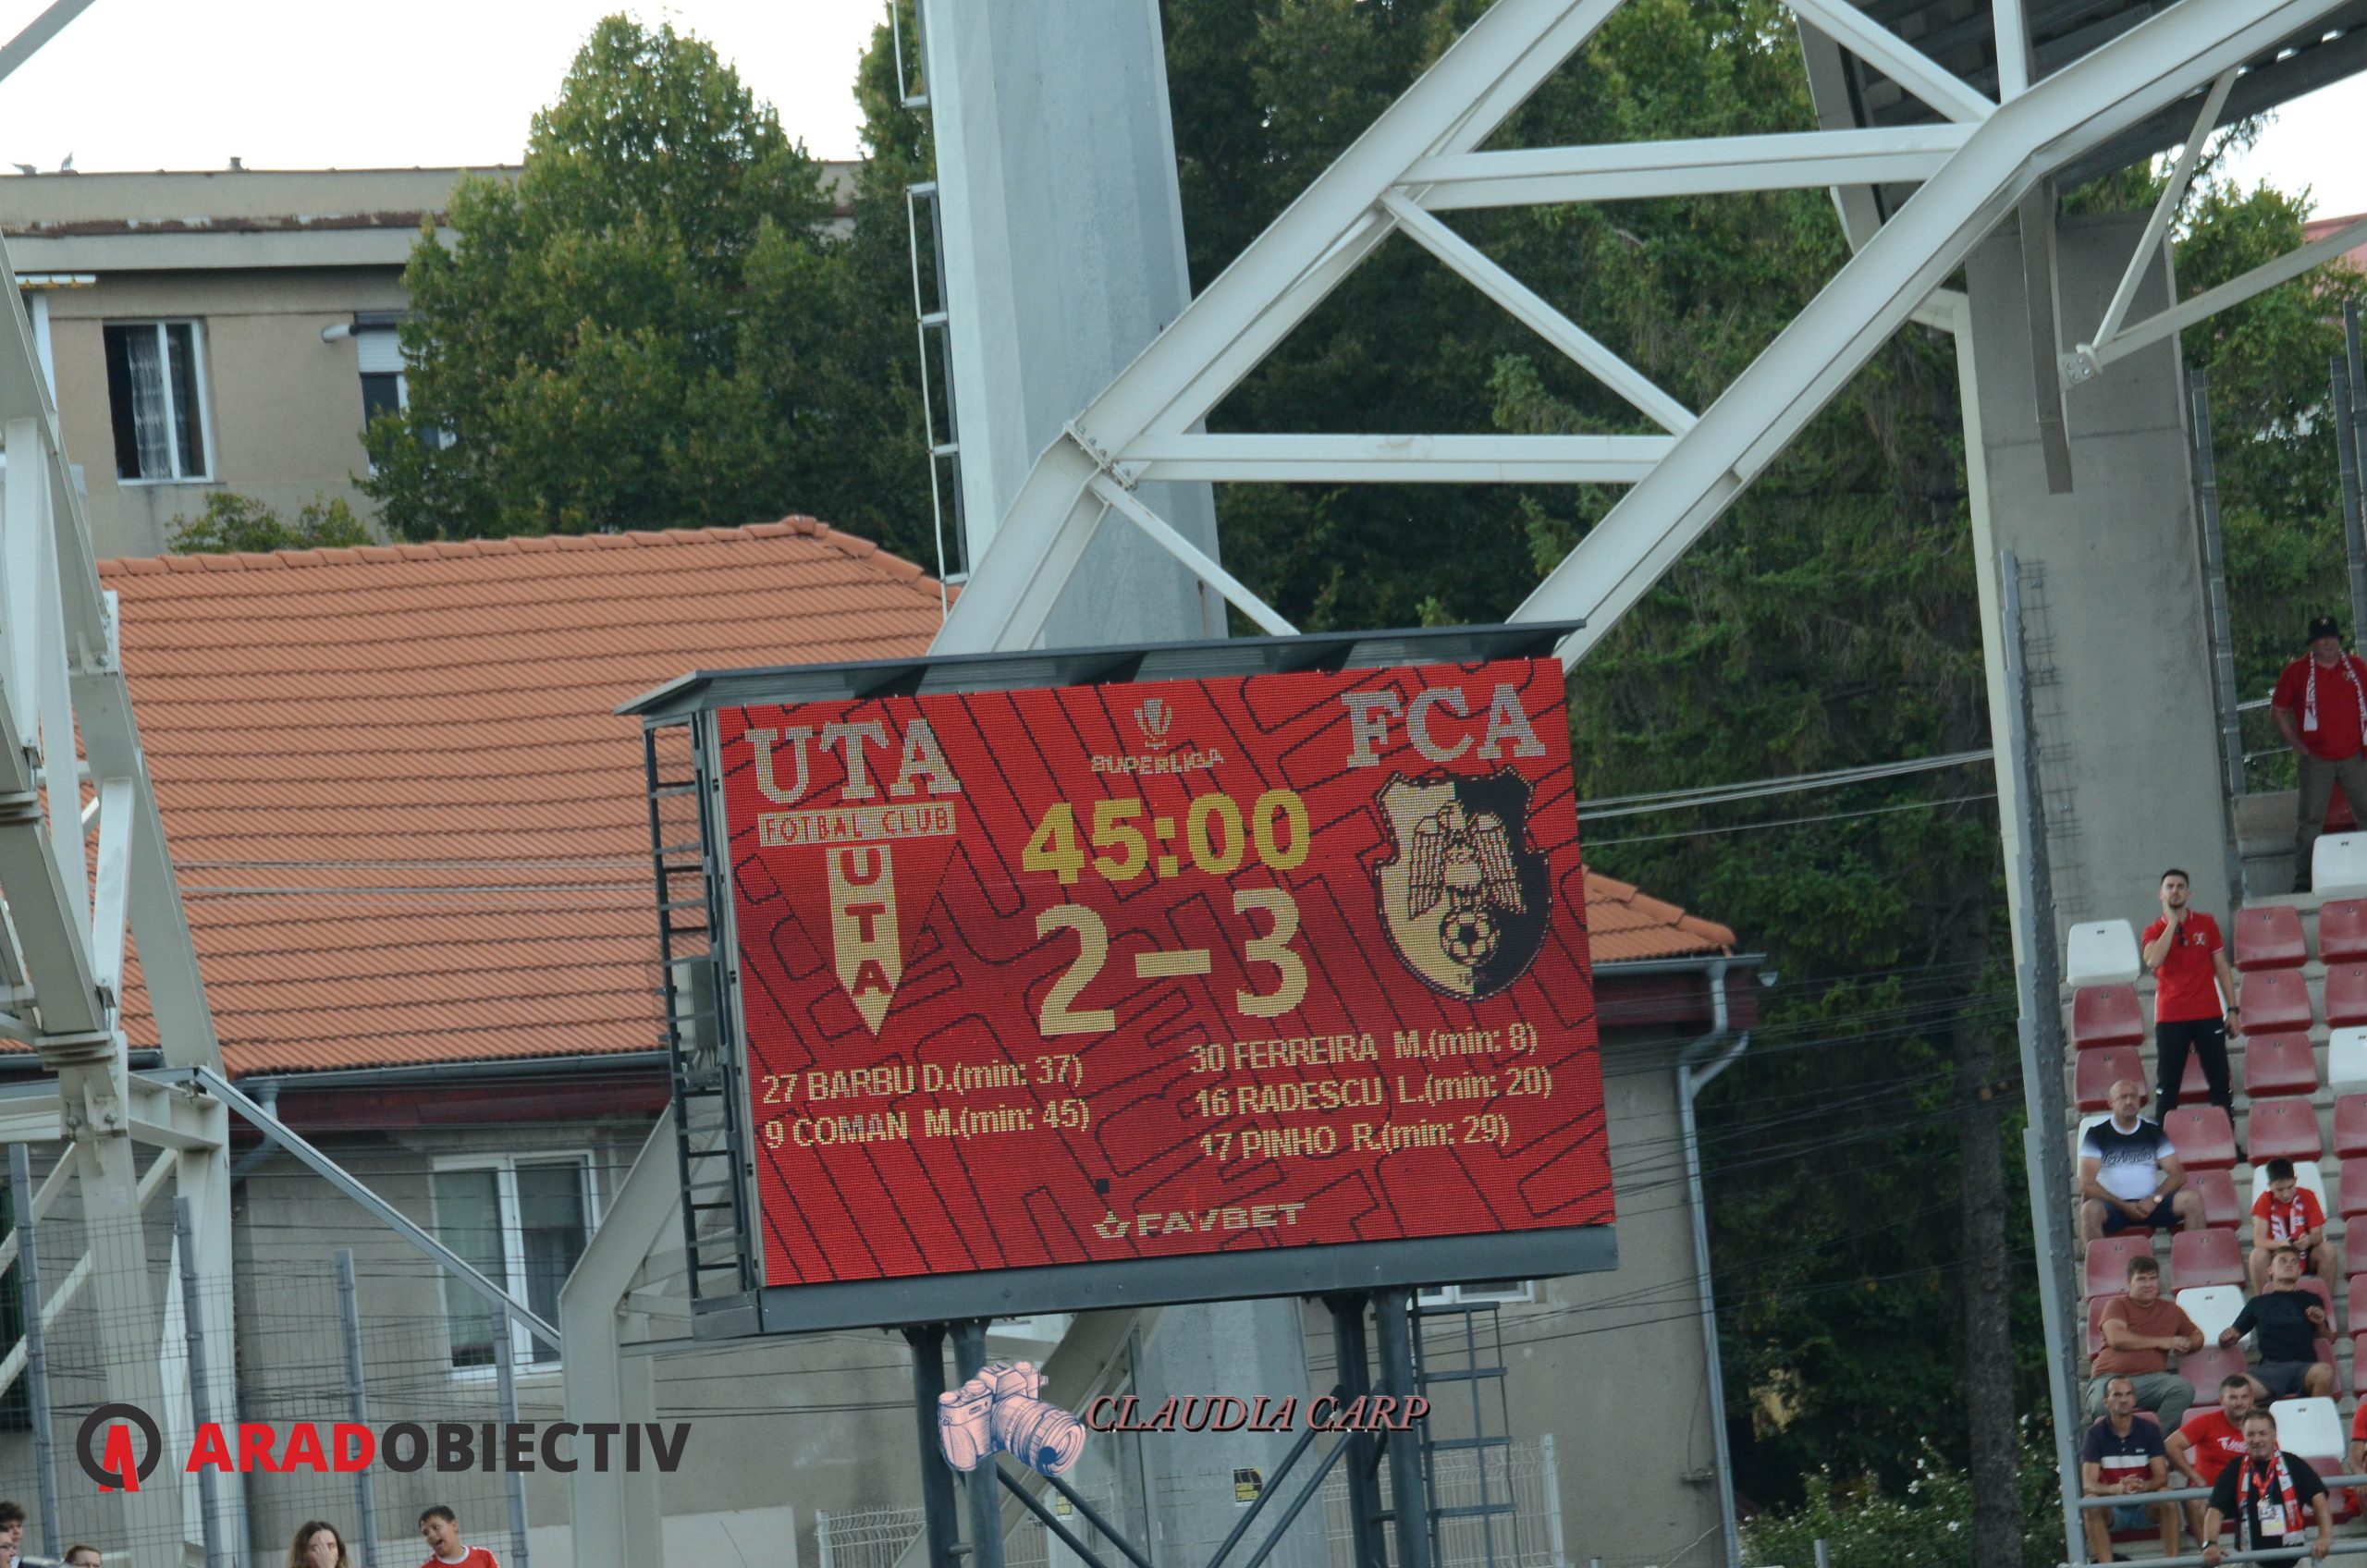 UTA
FOTBAL CLUB
UTA
SUPERLIGA
FCA
45:00
2-3
27 BARBU D.(min: 37)
9 COMAN M.(min: 45)
30 FERREIRA M.(min: 8)
16 RADESCU L.(min: 20)
17 PINHO R.(min: 29)
FAVBET
ARADOBIECTIV
CLAUDIA CARP